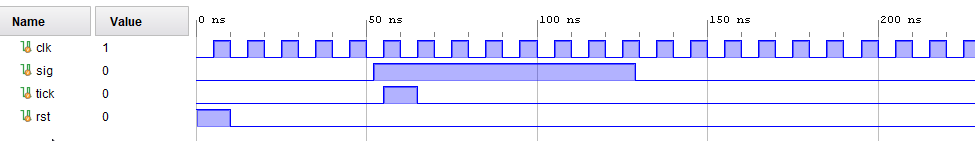 Name Value 0 ns 50 ns 100 ns 150 ns 200 ns
clk 1
sig 0
tick 0
rst 0